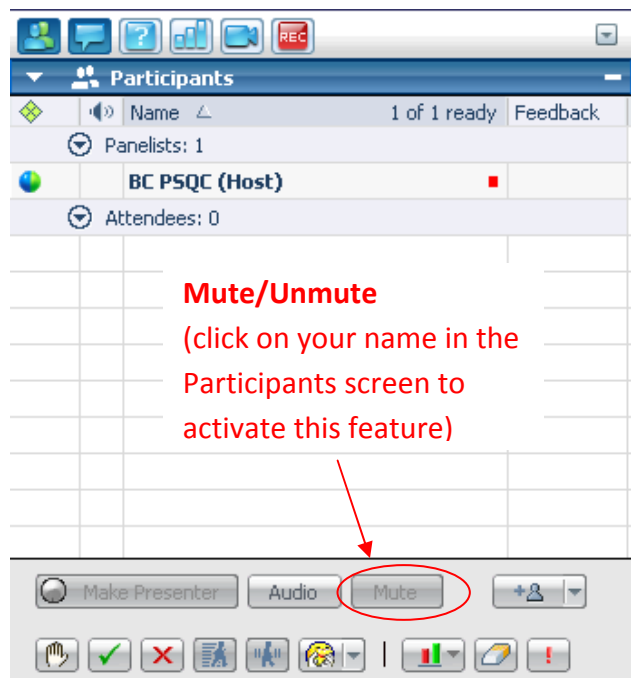 REC
Participants
Name 1 of 1 ready Feedback
Panelists: 1
BC PSQC (Host)
Attendees: 0
Mute/Unmute
(click on your name in the
Participants screen to
activate this feature)
Make Presenter Audio Mute